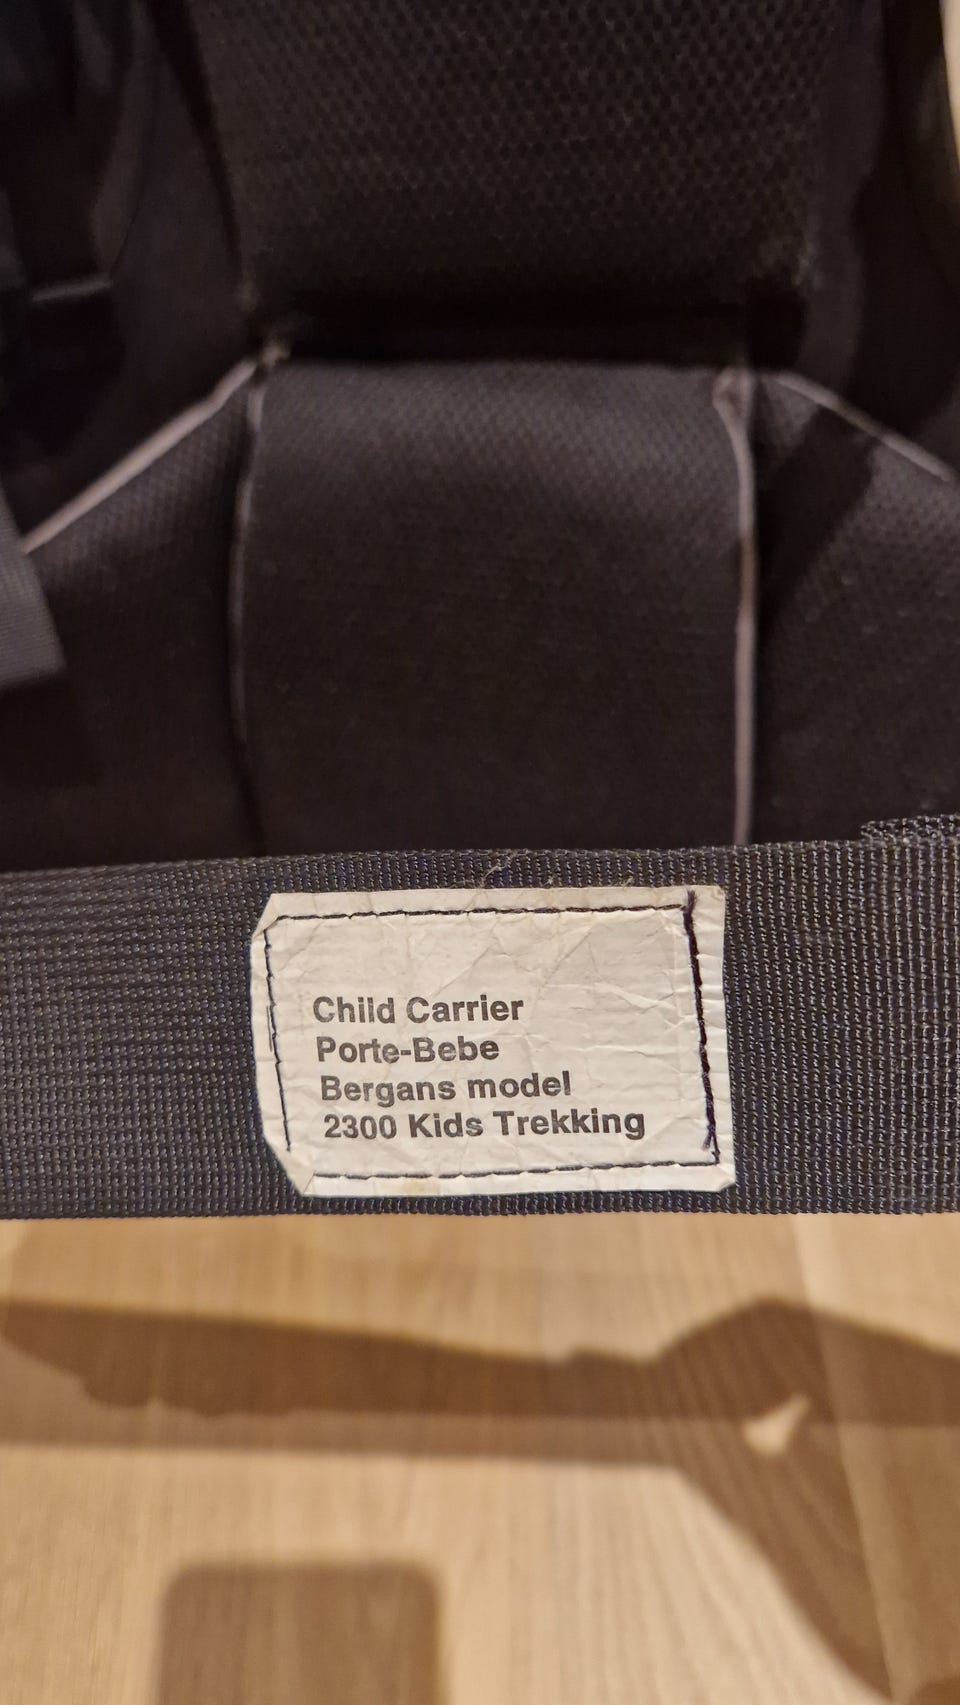 Child Carrier
Porte-Bebe
Bergans model
2300 Kids Trekking